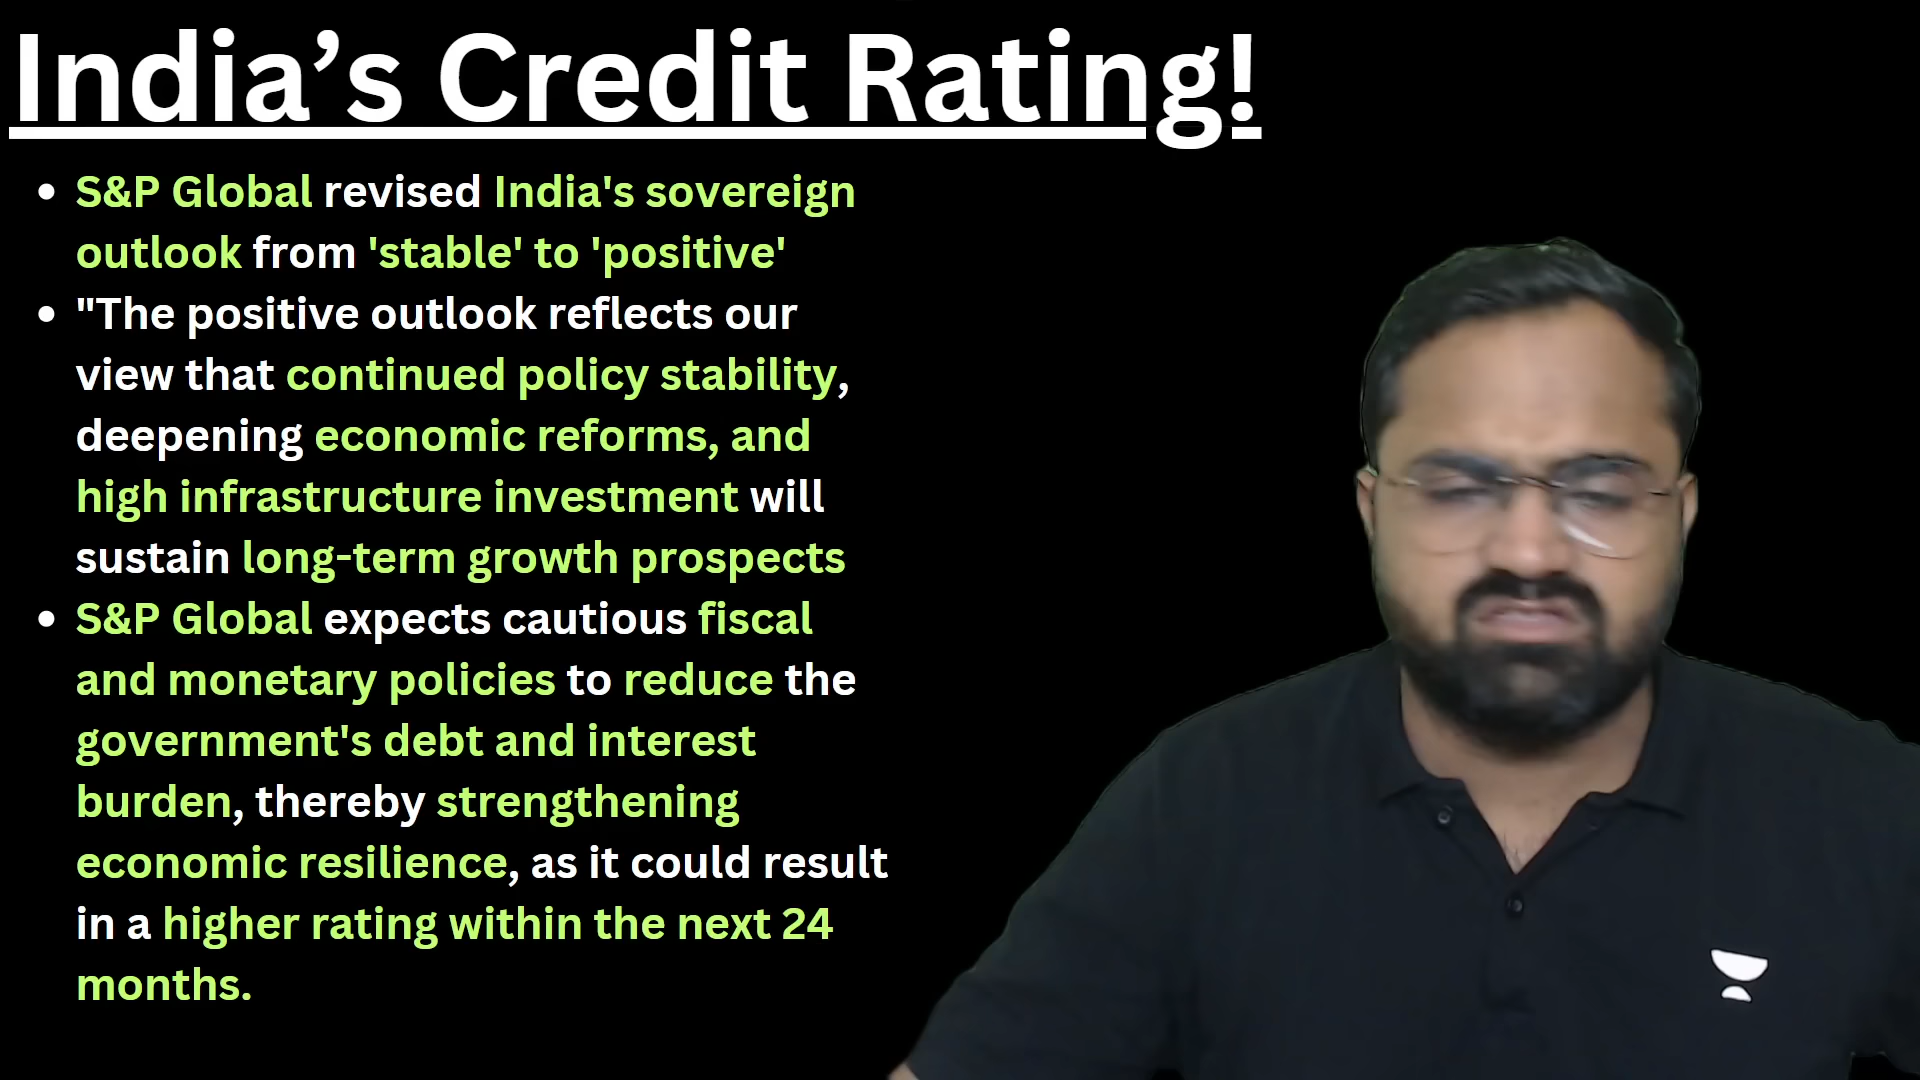 India’s Credit Rating!
• S&P Global revised India's sovereign
outlook from 'stable' to 'positive'
• "The positive outlook reflects our
view that continued policy stability,
deepening economic reforms, and
high infrastructure investment will
sustain long-term growth prospects
• S&P Global expects cautious fiscal
and monetary policies to reduce the
government's debt and interest
burden, thereby strengthening
economic resilience, as it could result
in a higher rating within the next 24
months.